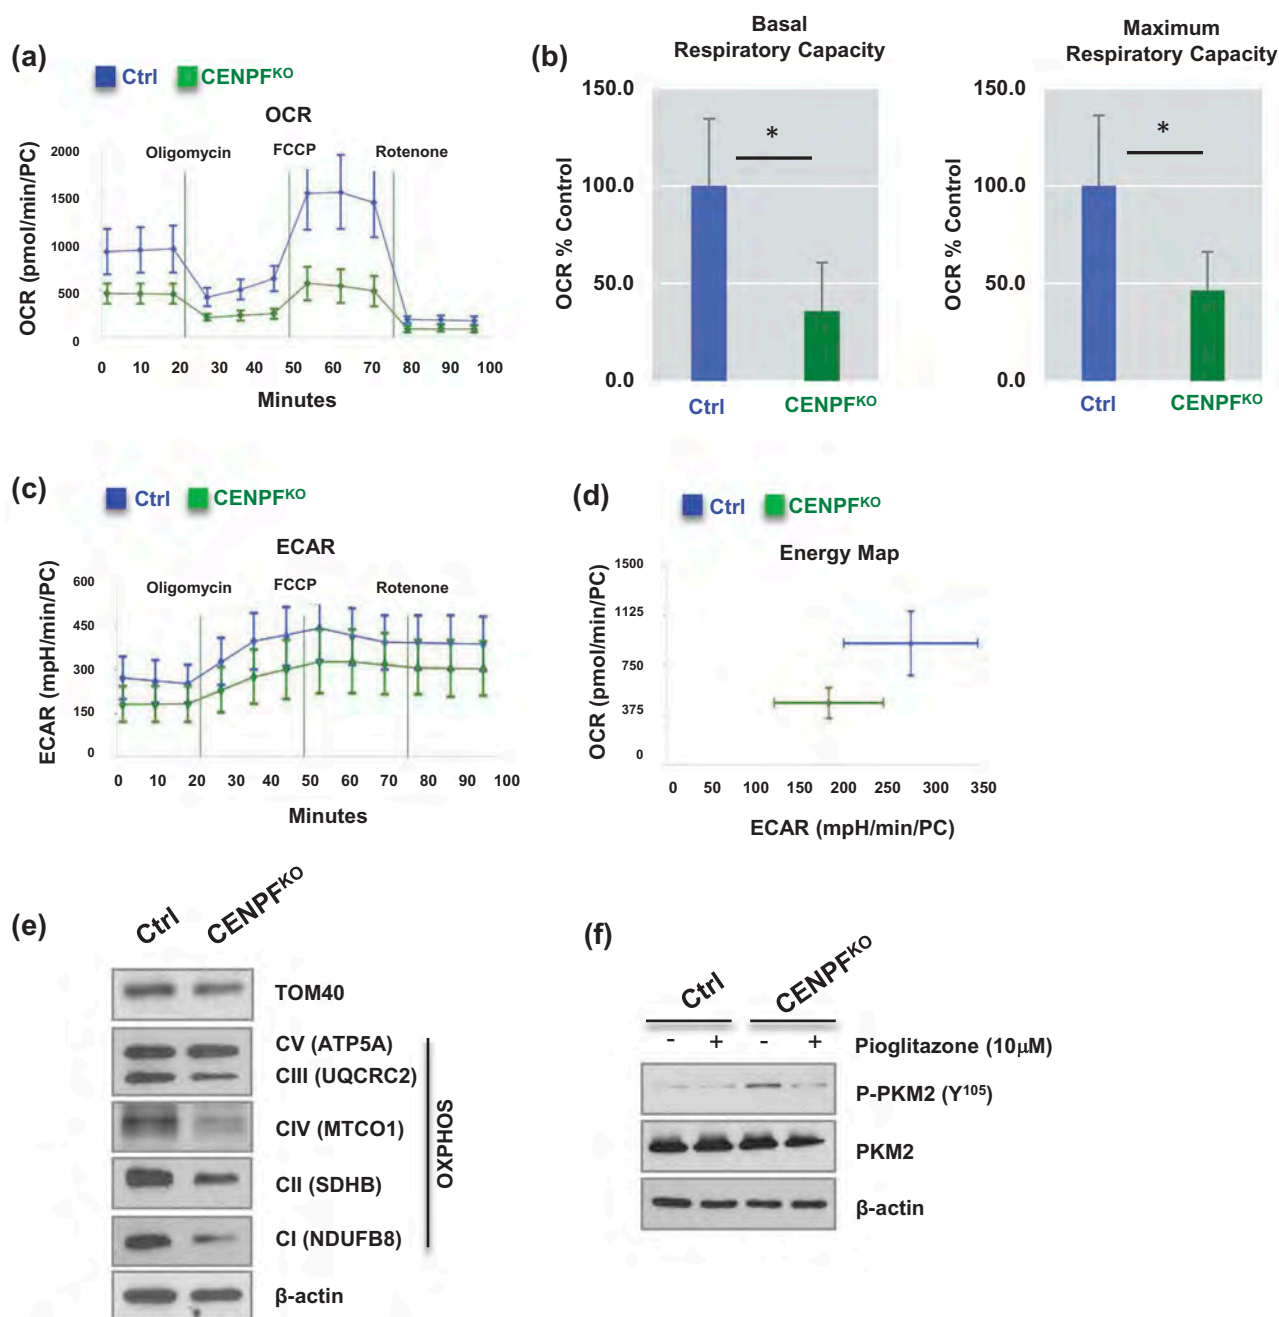 (a)
Ctrl CENPFKO
OCR
Oligomycin FCCP Rotenone
OCR (pmol/min/PC)
2000
1500
1000
500
0
0 10 20 30 40 50 60 70 80 90 100
Minutes
(b)
Basal
Respiratory Capacity
OCR % Control
150.0
100.0
50.0
0.0
*
Ctrl CENPFKO
Maximum
Respiratory Capacity
OCR % Control
150.0
100.0
50.0
0.0
*
Ctrl CENPFKO
(c)
Ctrl CENPFKO
ECAR
Oligomycin FCCP Rotenone
ECAR (mpH/min/PC)
600
450
300
150
0
0 10 20 30 40 50 60 70 80 90 100
Minutes
(d)
Ctrl CENPFKO
Energy Map
OCR (pmol/min/PC)
1500
1125
750
375
0
0 50 100 150 200 250 300 350
ECAR (mpH/min/PC)
(e)
Ctrl CENPFKO
TOM40
CV (ATP5A)
CIII (UQCRC2)
CIV (MTCO1)
CII (SDHB)
CI (NDUFB8)
OXPHOS
β-actin
(f)
Ctrl CENPFKO
- + - + Pioglitazone (10μM)
P-PKM2 (Y105)
PKM2
β-actin